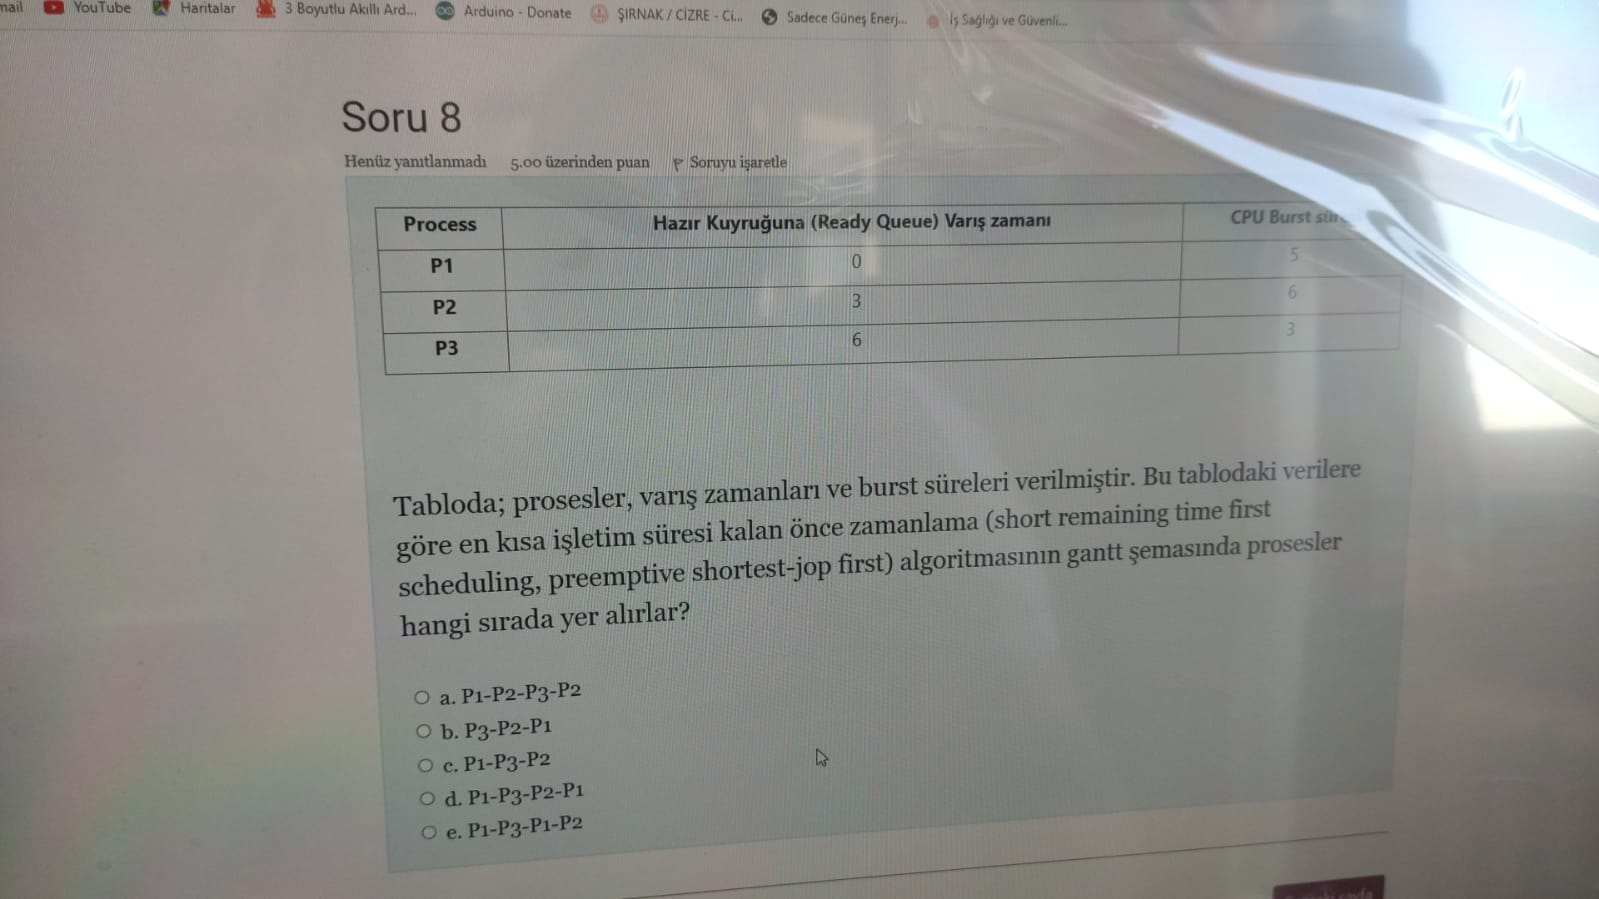 mail YouTube Haritalar 3 Boyutlu Akıllı Ard... Arduino - Donate ŞIRNAK / CİZRE - Ci... Sadece Güneş Enerj... İş Sağlığı ve Güvenli...
Soru 8
Henüz yanıtlanmadı 5.00 üzerinden puan Soruyu işaretle
Process Hazır Kuyruğuna (Ready Queue) Varış zamanı CPU Burst
P1 0 5
P2 3 6
P3 6 3
Tabloda; prosesler, varış zamanları ve burst süreleri verilmiştir. Bu tablodaki verilere
göre en kısa işletim süresi kalan önce zamanlama (short remaining time first
scheduling, preemptive shortest-jop first) algoritmasının gantt şemasında prosesler
hangi sırada yer alırlar?
a. P1-P2-P3-P2
b. P3-P2-P1
c. P1-P3-P2
d. P1-P3-P2-P1
e. P1-P3-P1-P2